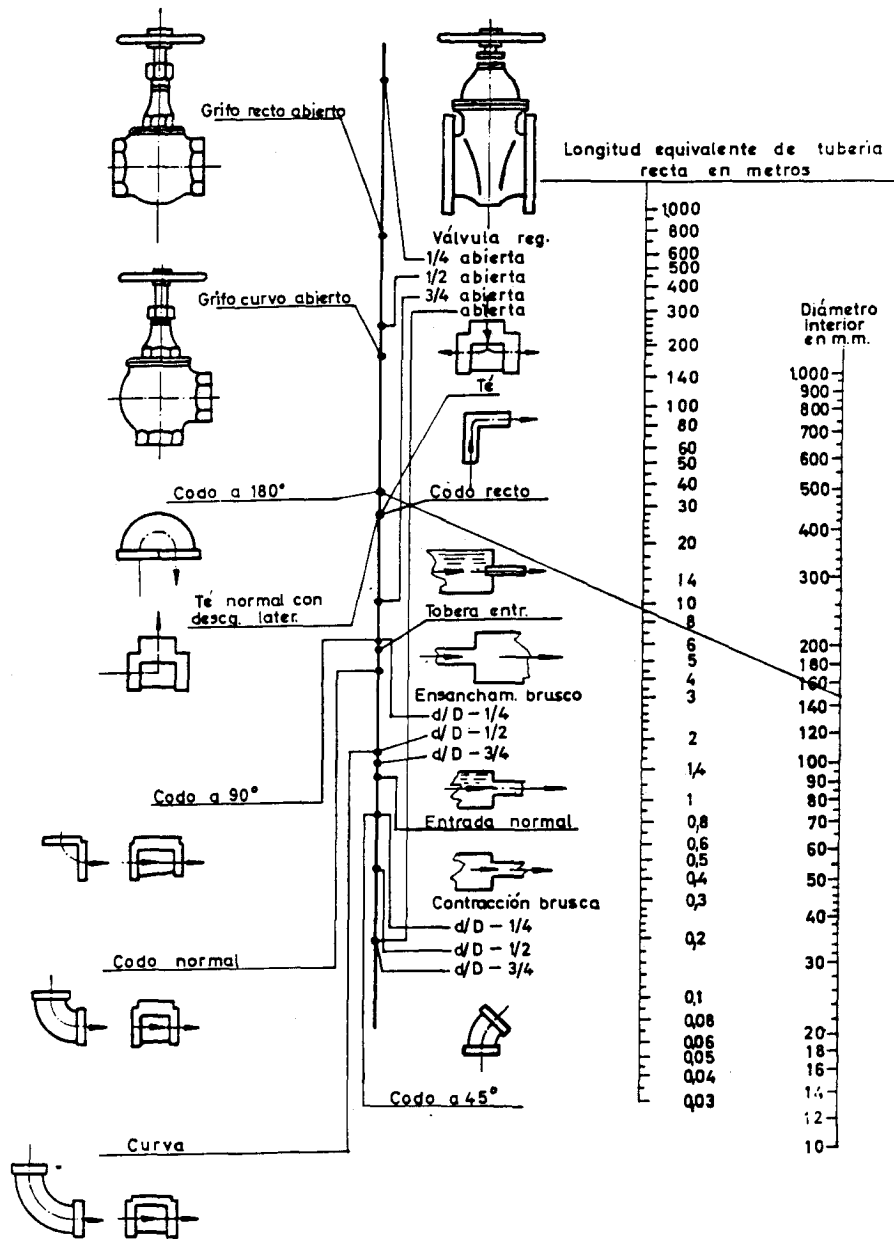 Grifo recto abierto
Longitud equivalente de tuberia
recta en metros
Válvula reg.
1/4 abierta
1/2 abierta
3/4 abierta
abierta
Grifo curvo abierto
Té
Codo a 180°
Codo recto
Té normal con
descg. later.
Tobera entr.
Ensancham. brusco
d/D - 1/4
d/D - 1/2
d/D - 3/4
Codo a 90°
Entrada normal
Contracción brusca
d/D - 1/4
d/D - 1/2
d/D - 3/4
Codo normal
Codo a 45°
Curva
1,000
800
600
500
400
300
200
140
100
80
60
50
40
30
20
14
10
8
6
5
4
3
2
1,4
1
0,8
0,6
0,5
0,4
0,3
0,2
0,1
0,08
0,06
0,05
0,04
0,03
Diámetro
interior
en m.m.
1,000
900
800
700
600
500
400
300
200
180
160
140
120
100
90
80
70
60
50
40
30
20
18
16
14
12
10